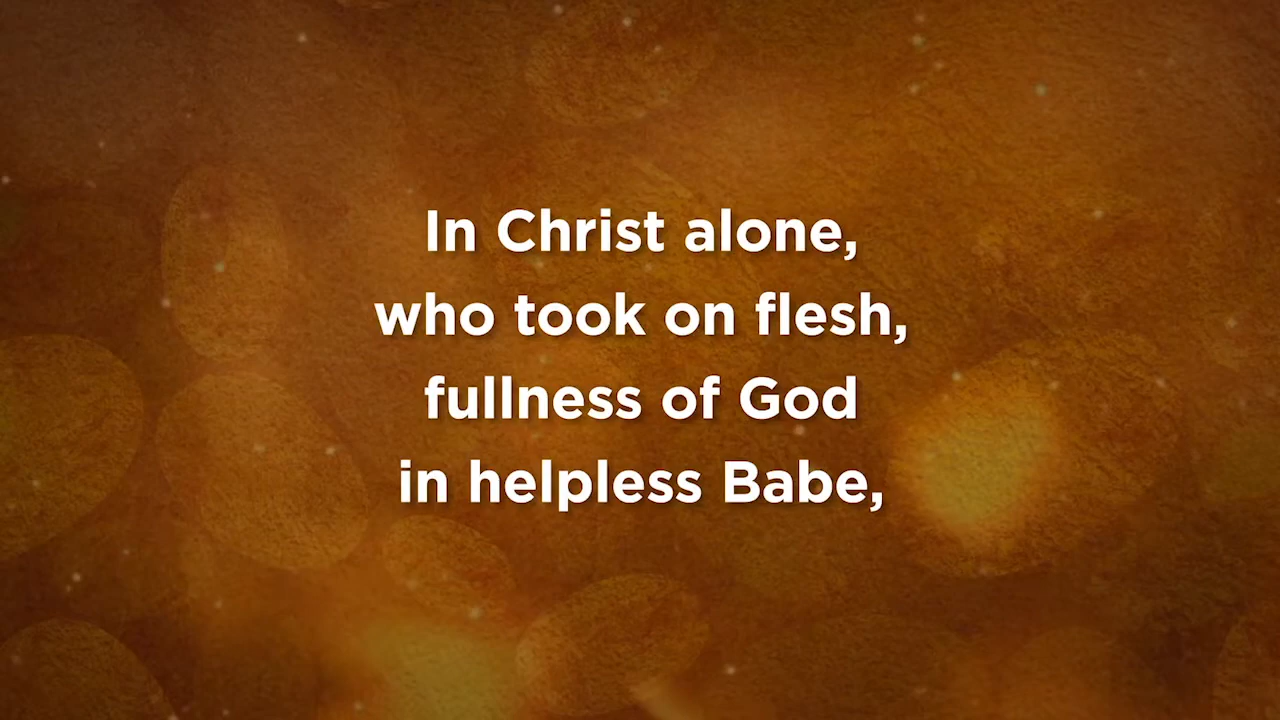 In Christ alone,
who took on flesh,
fullness of God
in helpless Babe,